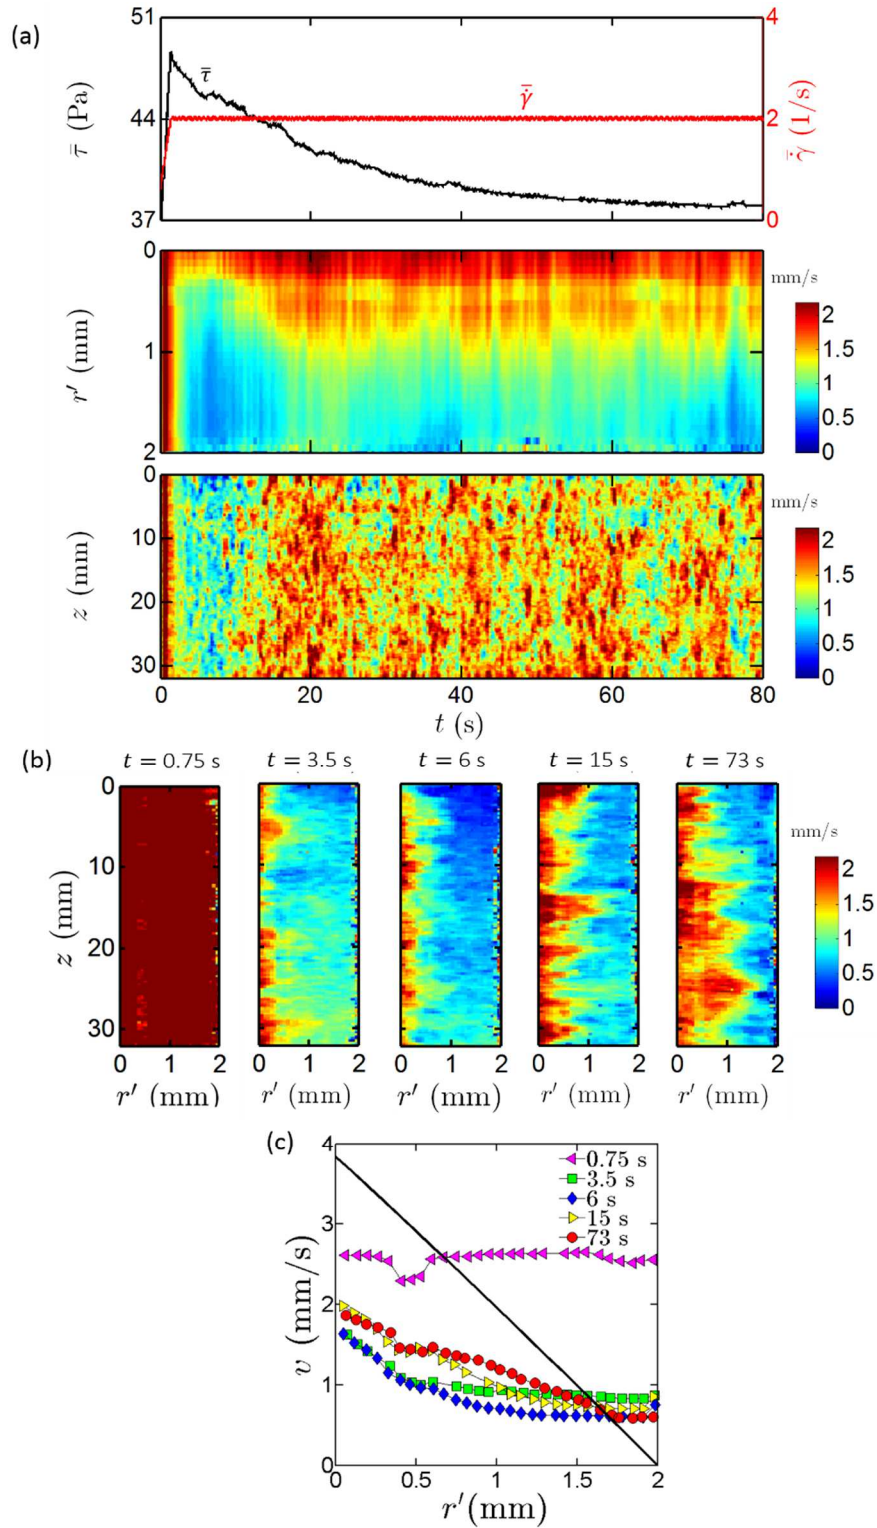 (a)
51
44
37
τ̿ (Pa)
τ̿
γ̿̇
4
3
2
1
0
γ̿̇ (1/s)
0
1
2
r′ (mm)
mm/s
2
1.5
1
0.5
0
0
10
20
30
z (mm)
mm/s
2
1.5
1
0.5
0
0 20 40 60 80
t (s)
(b)
t = 0.75 s t = 3.5 s t = 6 s t = 15 s t = 73 s
0
10
20
30
z (mm)
mm/s
2
1.5
1
0.5
0
0 1 2 0 1 2 0 1 2 0 1 2 0 1 2
r′ (mm) r′ (mm) r′ (mm) r′ (mm) r′ (mm)
(c)
4
3
2
1
0
v (mm/s)
0.75 s
3.5 s
6 s
15 s
73 s
0 0.5 1 1.5 2
r′(mm)